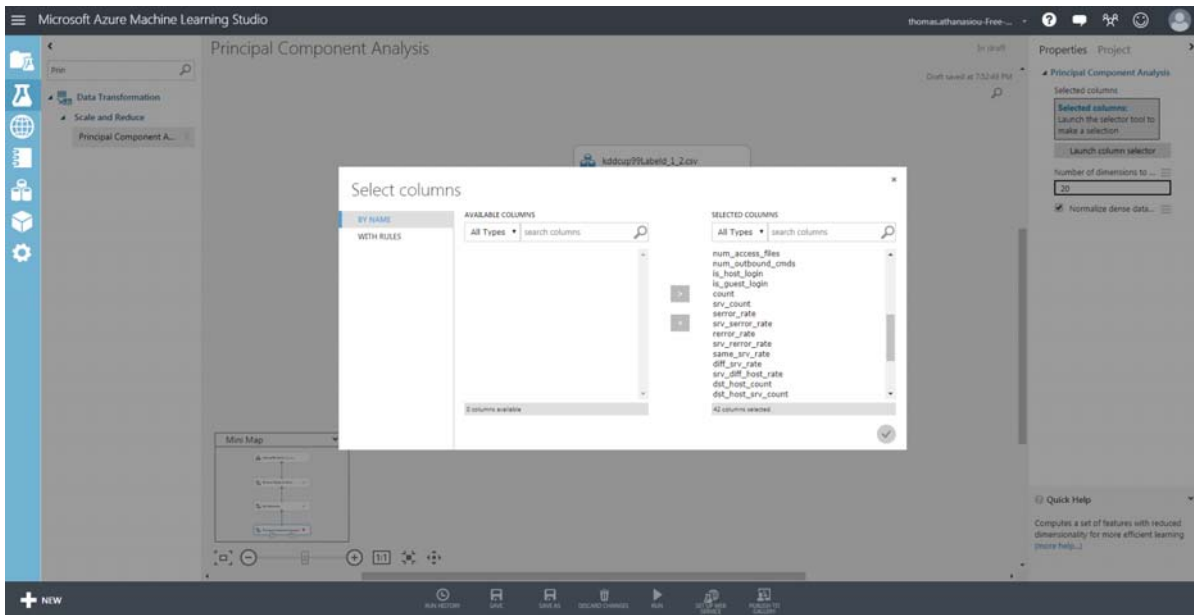 Microsoft Azure Machine Learning Studio
thomas.athanasiou-Free-...
Prin
Data Transformation
Scale and Reduce
Principal Component A...
Principal Component Analysis
In draft
Draft saved at 7:52:49 PM
kddcup99Labeld_1_2.csv
Select columns
BY NAME
WITH RULES
AVAILABLE COLUMNS
All Types
search columns
0 columns available
SELECTED COLUMNS
All Types
search columns
num_access_files
num_outbound_cmds
is_host_login
is_guest_login
count
srv_count
serror_rate
srv_serror_rate
rerror_rate
srv_rerror_rate
same_srv_rate
diff_srv_rate
srv_diff_host_rate
dst_host_count
dst_host_srv_count
42 columns selected
Properties Project
Principal Component Analysis
Selected columns
Selected columns:
Launch the selector tool to
make a selection
Launch column selector
Number of dimensions to ...
20
Normalize dense data...
Mini Map
1:1
Quick Help
Computes a set of features with reduced
dimensionality for more efficient learning
(more help...)
NEW
RUN HISTORY
SAVE
SAVE AS
DISCARD CHANGES
RUN
SET UP WEB
SERVICE
PUBLISH TO
GALLERY